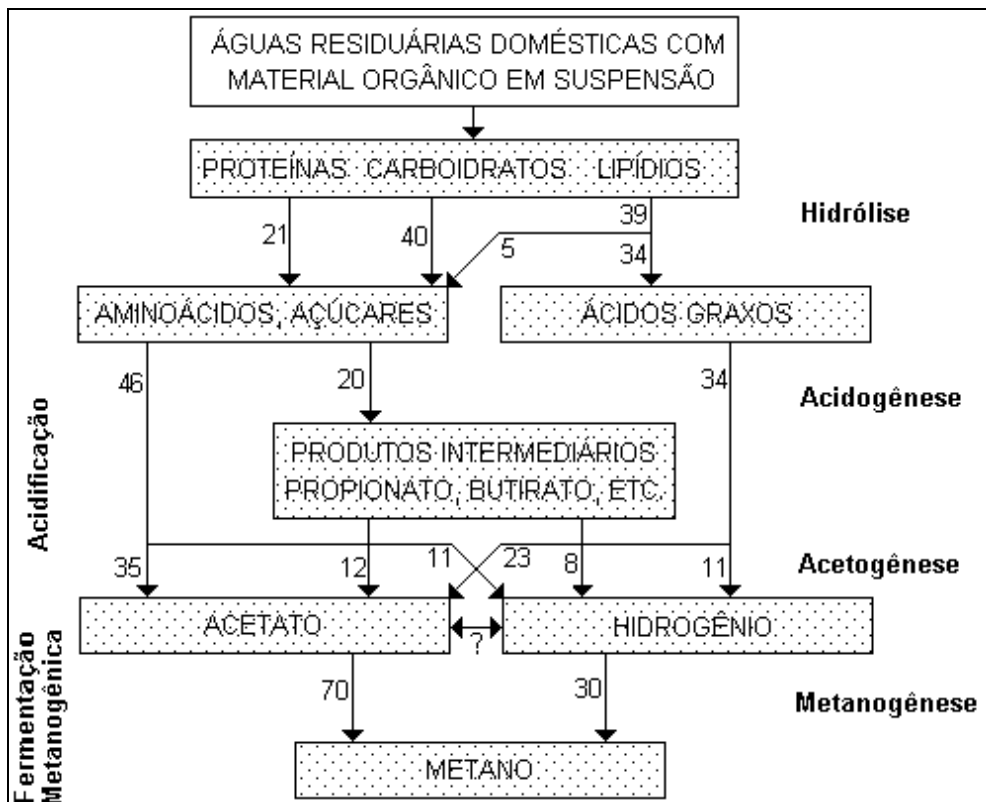 ÁGUAS RESIDUÁRIAS DOMÉSTICAS COM
MATERIAL ORGÂNICO EM SUSPENSÃO
PROTEÍNAS CARBOIDRATOS LIPÍDIOS
Hidrólise
21
40
39
5
34
AMINOÁCIDOS, AÇÚCARES
ÁCIDOS GRAXOS
46
20
34
Acidogênese
Acidificação
PRODUTOS INTERMEDIÁRIOS
PROPIONATO, BUTIRATO, ETC.
35
12
11
23
8
11
Acetogênese
ACETATO
?
HIDROGÊNIO
Fermentação
Metanogênica
70
30
Metanogênese
METANO